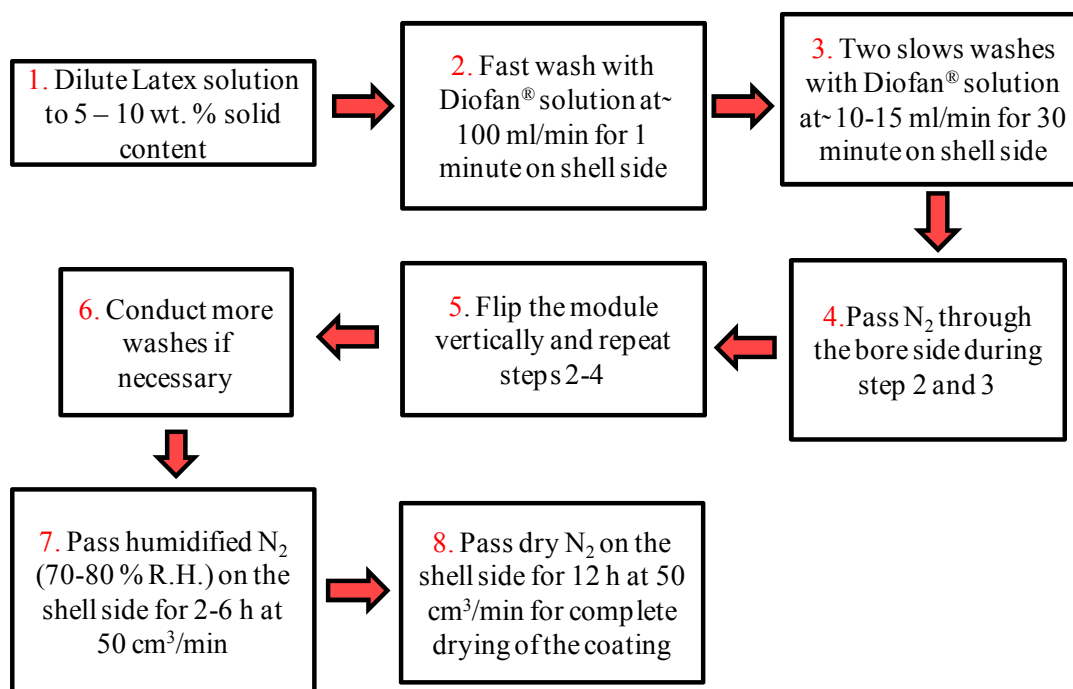 1. Dilute Latex solution
to 5 – 10 wt. % solid
content
2. Fast wash with
Diofan® solution at~
100 ml/min for 1
minute on shell side
3. Two slows washes
with Diofan® solution
at~ 10-15 ml/min for 30
minute on shell side
4.Pass N₂ through
the bore side during
step 2 and 3
5. Flip the module
vertically and repeat
steps 2-4
6. Conduct more
washes if
necessary
7. Pass humidified N₂
(70-80 % R.H.) on the
shell side for 2-6 h at
50 cm³/min
8. Pass dry N₂ on the
shell side for 12 h at 50
cm³/min for complete
drying of the coating